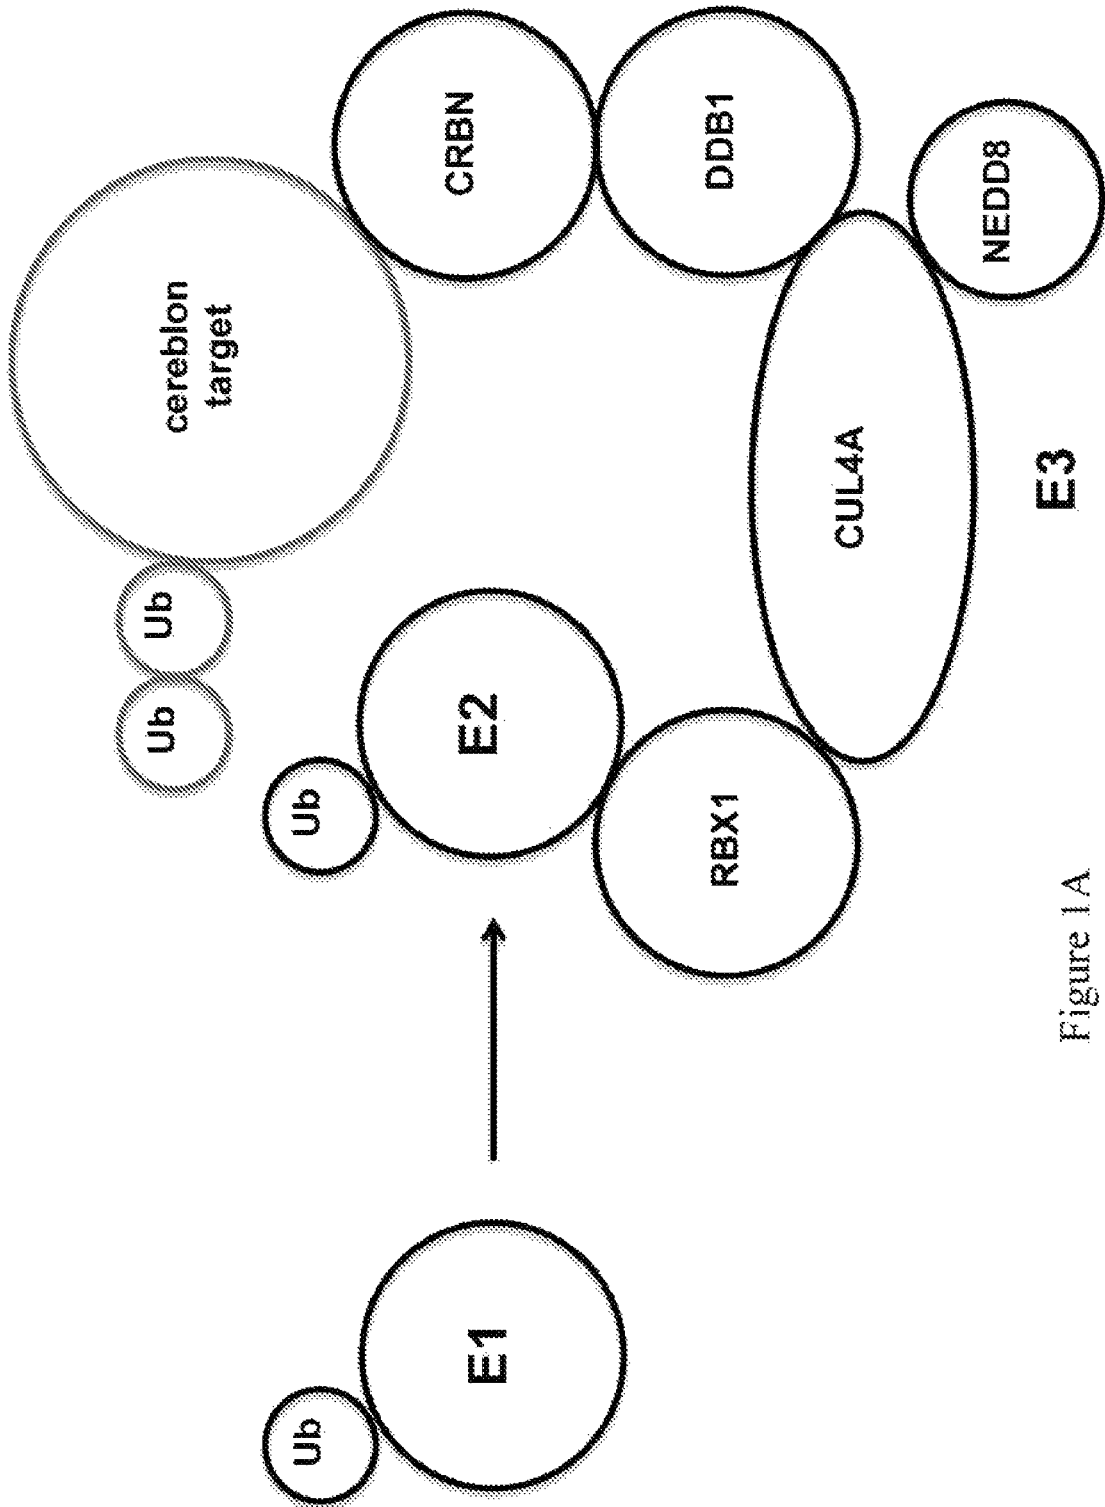 cereblon
target
Ub
Ub
Ub
Ub
E1
E2
CRBN
DDB1
RBX1
CUL4A
NEDD8
E3
Figure 1A